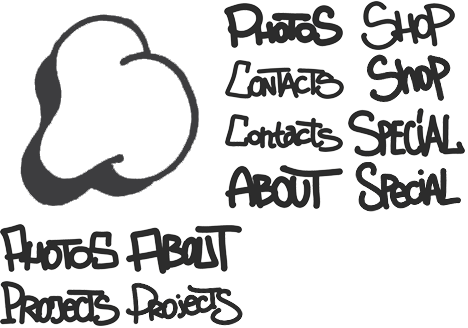 Photos Shop
Contacts Shop
Contacts Special
About Special
Photos About
Projects Projects